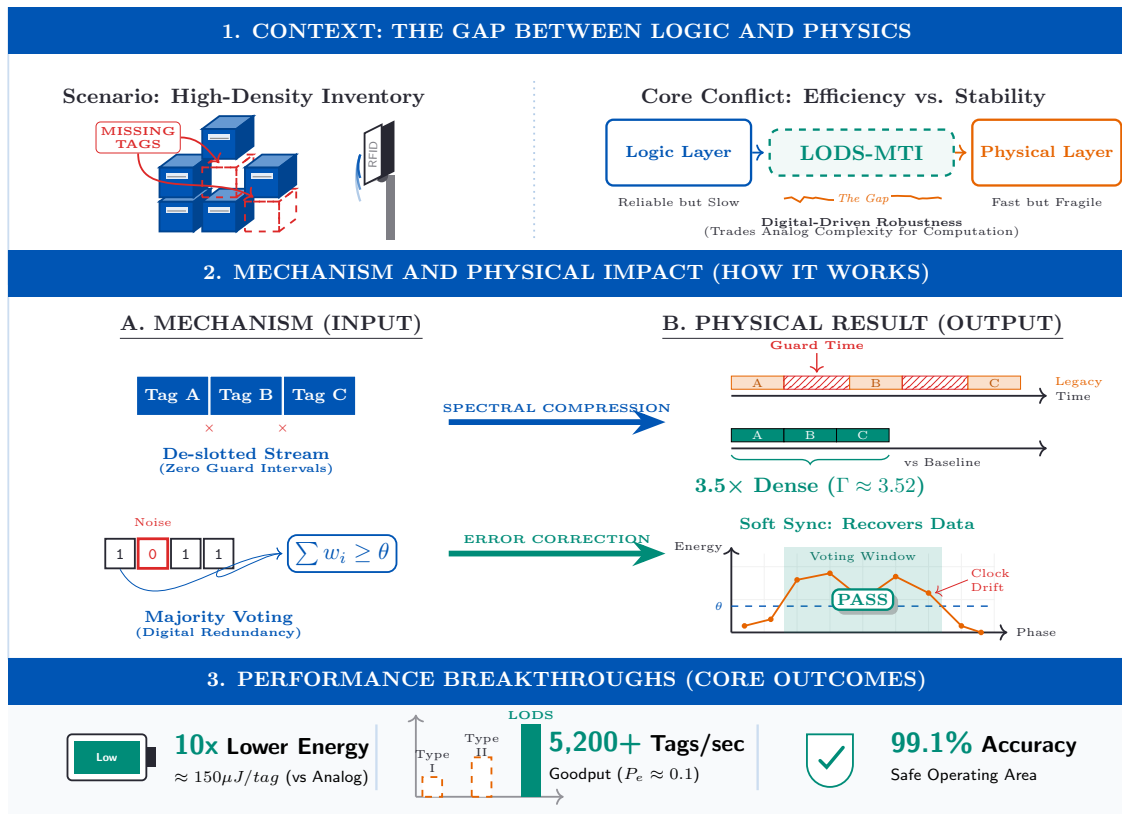 1. CONTEXT: THE GAP BETWEEN LOGIC AND PHYSICS
Scenario: High-Density Inventory
MISSING
TAGS
RFID
Core Conflict: Efficiency vs. Stability
Logic Layer
LODS-MTI
Physical Layer
Reliable but Slow
The Gap
Fast but Fragile
Digital-Driven Robustness
(Trades Analog Complexity for Computation)
2. MECHANISM AND PHYSICAL IMPACT (HOW IT WORKS)
A. MECHANISM (INPUT)
Tag A Tag B Tag C
× ×
De-slotted Stream
(Zero Guard Intervals)
SPECTRAL COMPRESSION
B. PHYSICAL RESULT (OUTPUT)
Guard Time
A B C
Legacy
Time
A B C
vs Baseline
3.5× Dense (Γ ≈ 3.52)
Noise
1 0 1 1
∑ w_i ≥ θ
Majority Voting
(Digital Redundancy)
ERROR CORRECTION
Soft Sync: Recovers Data
Energy
Voting Window
Clock
Drift
PASS
θ
Phase
3. PERFORMANCE BREAKTHROUGHS (CORE OUTCOMES)
Low
10x Lower Energy
≈ 150μJ/tag (vs Analog)
Type
I
Type
II
LODS
5,200+ Tags/sec
Goodput (P_e ≈ 0.1)
99.1% Accuracy
Safe Operating Area